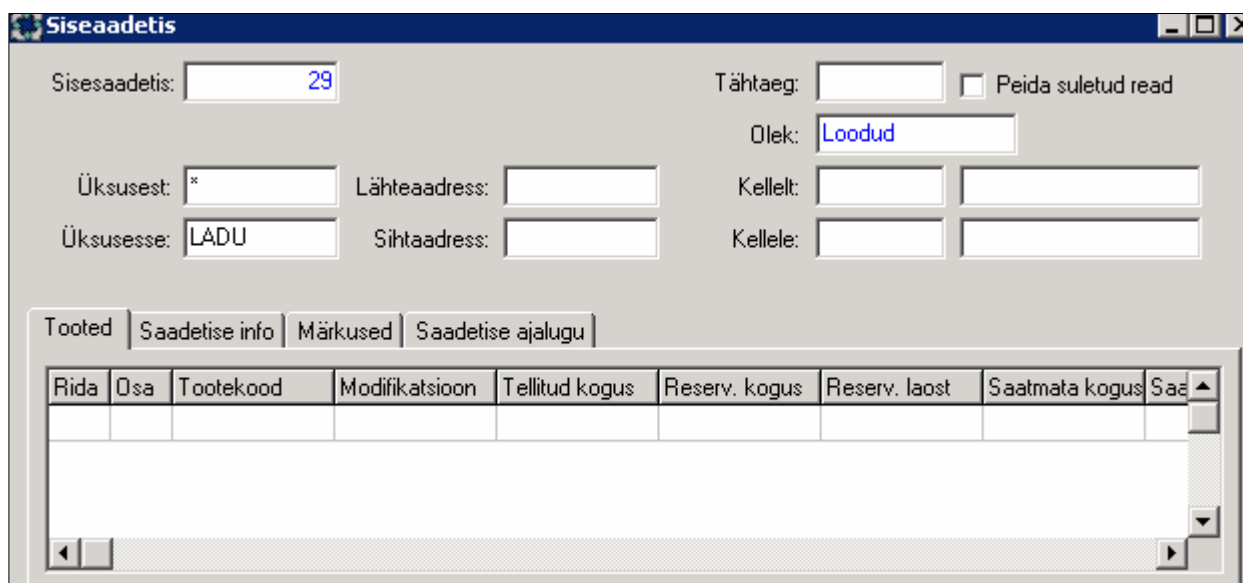 Siseaadetis
Sisesaadetis: 29 Tähtaeg: Peida suletud read
Olek: Loodud
Üksusest: * Lähteaadress: Kellelt:
Üksusesse: LADU Sihtaadress: Kellele:
Tooted Saadetise info Märkused Saadetise ajalugu
Rida Osa Tootekood Modifikatsioon Tellitud kogus Reserv. kogus Reserv. laost Saatmata kogus Saa